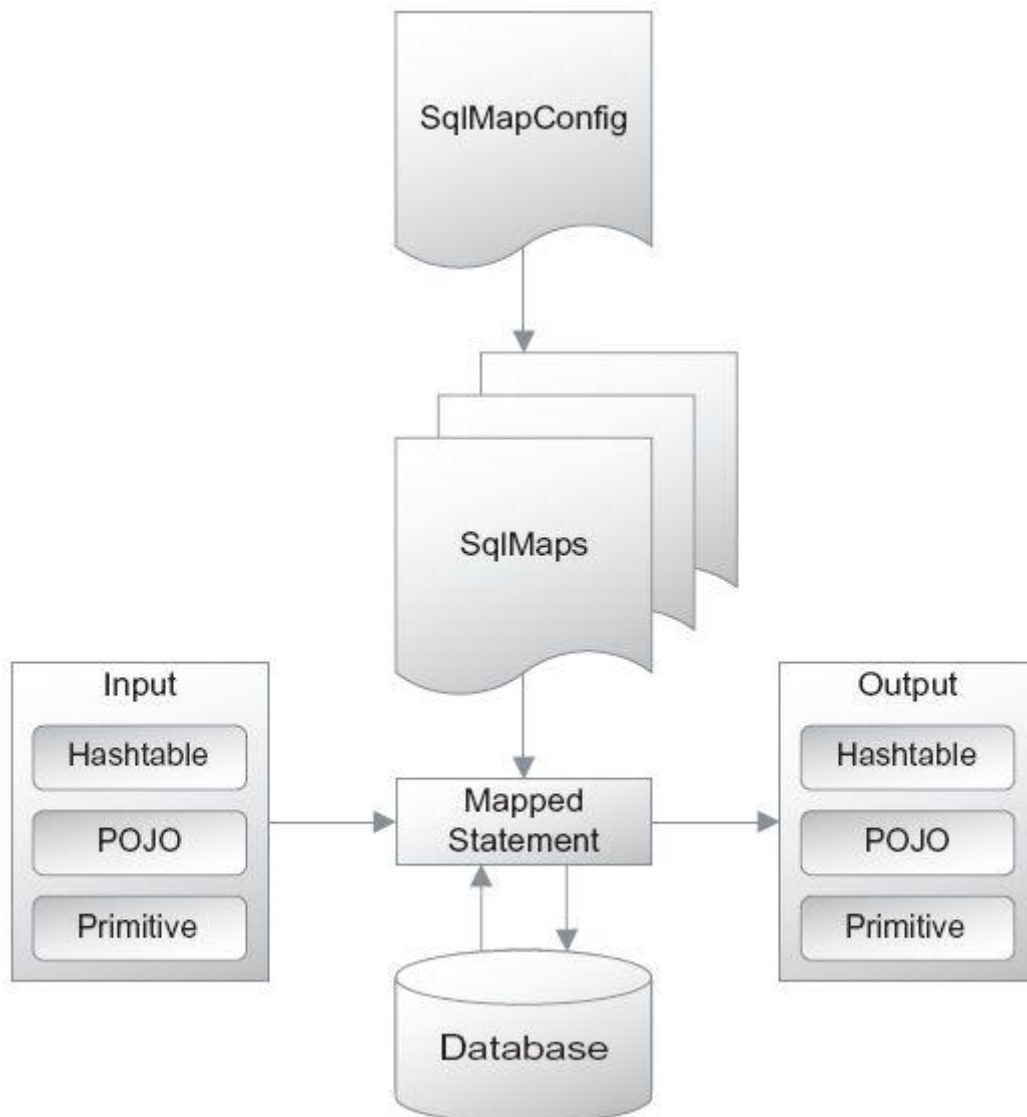 SqlMapConfig
SqlMaps
Input
Hashtable
POJO
Primitive
Mapped
Statement
Output
Hashtable
POJO
Primitive
Database